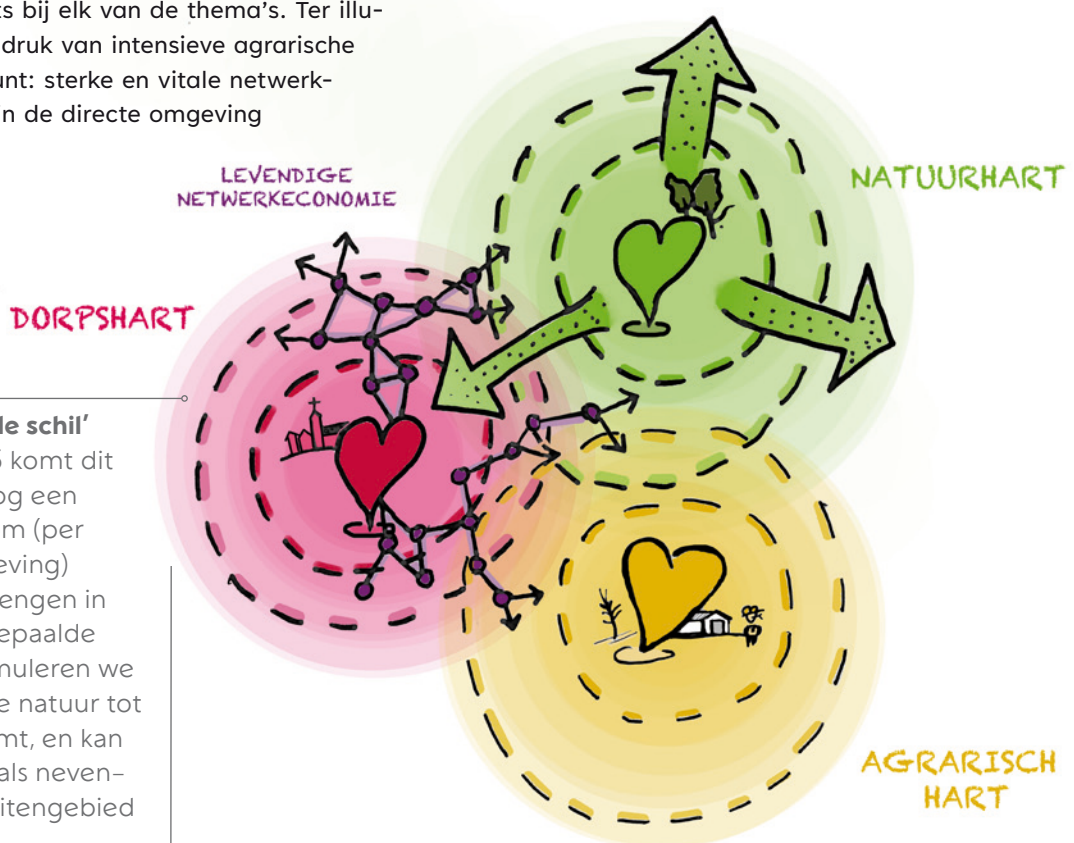 ts bij elk van de thema's. Ter illu-
druk van intensieve agrarische
unt: sterke en vitale netwerk-
n de directe omgeving
LEVENDIGE
NETWERKECONOMIE
NATUURHART
DORPSHART
le schil'
komt dit
og een
m (per
eving)
engen in
epaalde
muleren we
e natuur tot
mt, en kan
als neven-
itengebied
AGRARISCH
HART